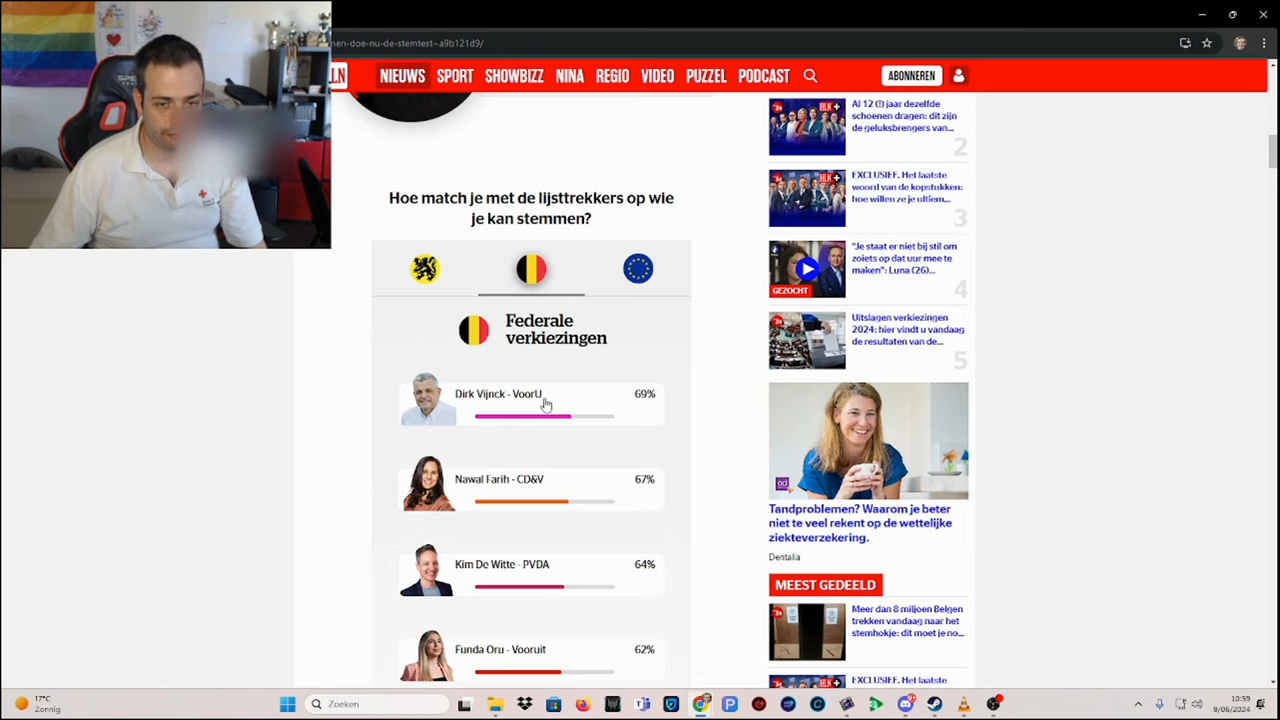 nen-doe-nu-de-stemtest~a9b121d9/
NIEUWS SPORT SHOWBIZZ NINA REGIO VIDEO PUZZEL PODCAST
ABONNEREN
Al 12 (!) jaar dezelfde
schoenen dragen: dit zijn
de geluksbrengers van...
2
EXCLUSIEF. Het laatste
woord van de kopstukken:
hoe willen ze je ultiem...
3
"Je staat er niet bij stil om
zoiets op dat uur mee te
maken": Luna (26)...
GEZOCHT
4
Uitslagen verkiezingen
2024: hier vindt u vandaag
de resultaten van de...
5
Hoe match je met de lijsttrekkers op wie
je kan stemmen?
Federale
verkiezingen
Dirk Vijnck - VoorU 69%
Nawal Farih - CD&V 67%
Kim De Witte - PVDA 64%
Funda Oru - Vooruit 62%
ad
Tandproblemen? Waarom je beter
niet te veel rekent op de wettelijke
ziekteverzekering.
Dentalia
MEEST GEDEELD
Meer dan 8 miljoen Belgen
trekken vandaag naar het
stemhokje: dit moet je no...
EXCLUSIEF. Het laatste
17°C
Zonnig
Zoeken
10:59
9/06/2024